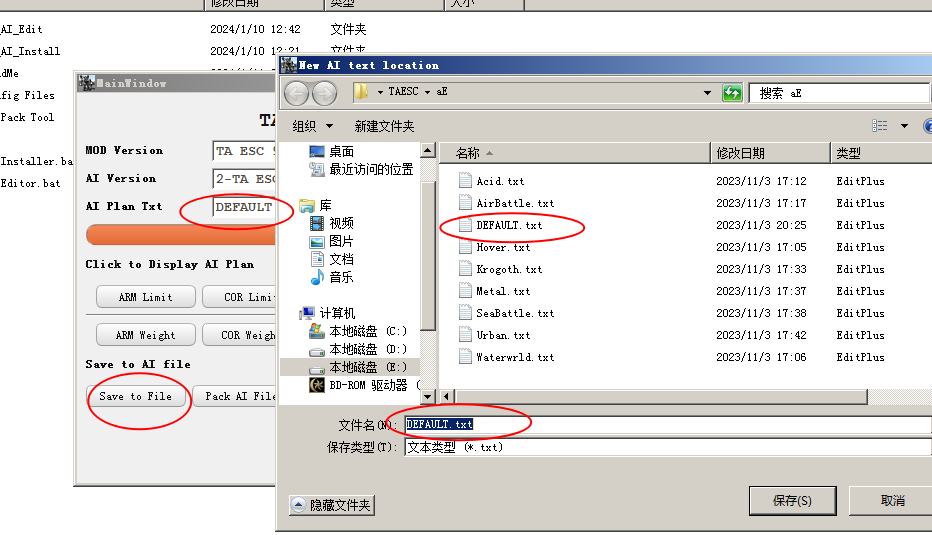 修改日期 类型 大小
_AI_Edit 2024/1/10 12:42 文件夹
_AI_Install 2024/1/10 12:21 文件夹
dMe
fig Files
Pack Tool
Installer.ba
Editor.bat
MainWindow
TA
MOD Version TA ESC
AI Version 2-TA ESC
AI Plan Txt DEFAULT
Click to Display AI Plan
ARM Limit COR Limi
ARM Weight COR Weigh
Save to AI file
Save to File Pack AI File
New AI text location
TAESC aE 搜索 aE
组织 新建文件夹
桌面
最近访问的位置
库
视频
图片
文档
音乐
计算机
本地磁盘 (C:)
本地磁盘 (D:)
本地磁盘 (E:)
BD-ROM 驱动器 (
名称 修改日期 类型
Acid.txt 2023/11/3 17:12 EditPlus
AirBattle.txt 2023/11/3 17:17 EditPlus
DEFAULT.txt 2023/11/3 20:25 EditPlus
Hover.txt 2023/11/3 17:05 EditPlus
Krogoth.txt 2023/11/3 17:33 EditPlus
Metal.txt 2023/11/3 17:37 EditPlus
SeaBattle.txt 2023/11/3 17:38 EditPlus
Urban.txt 2023/11/3 17:42 EditPlus
Waterwrld.txt 2023/11/3 17:06 EditPlus
文件名(N): DEFAULT.txt
保存类型(T): 文本类型 (*.txt)
隐藏文件夹 保存(S) 取消